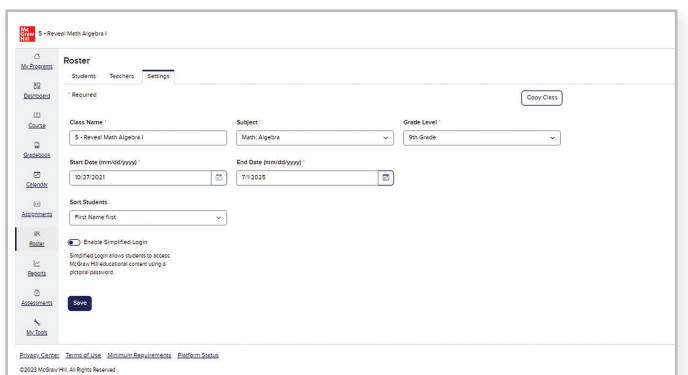 Mc
Graw
Hill
5 - Reveal Math Algebra I
My Programs
Dashboard
Course
Gradebook
Calendar
Assignments
Roster
Reports
Assessments
My Tools
Roster
Students Teachers Settings
* Required
Copy Class
Class Name * Subject * Grade Level *
5 - Reveal Math Algebra I Math: Algebra 9th Grade
Start Date (mm/dd/yyyy) * End Date (mm/dd/yyyy) *
10/27/2021 7/1/2025
Sort Students
First Name first
Enable Simplified Login
Simplified Login allows students to access
McGraw Hill educational content using a
pictorial password.
Save
Privacy Center Terms of Use Minimum Requirements Platform Status
©2023 McGraw Hill. All Rights Reserved